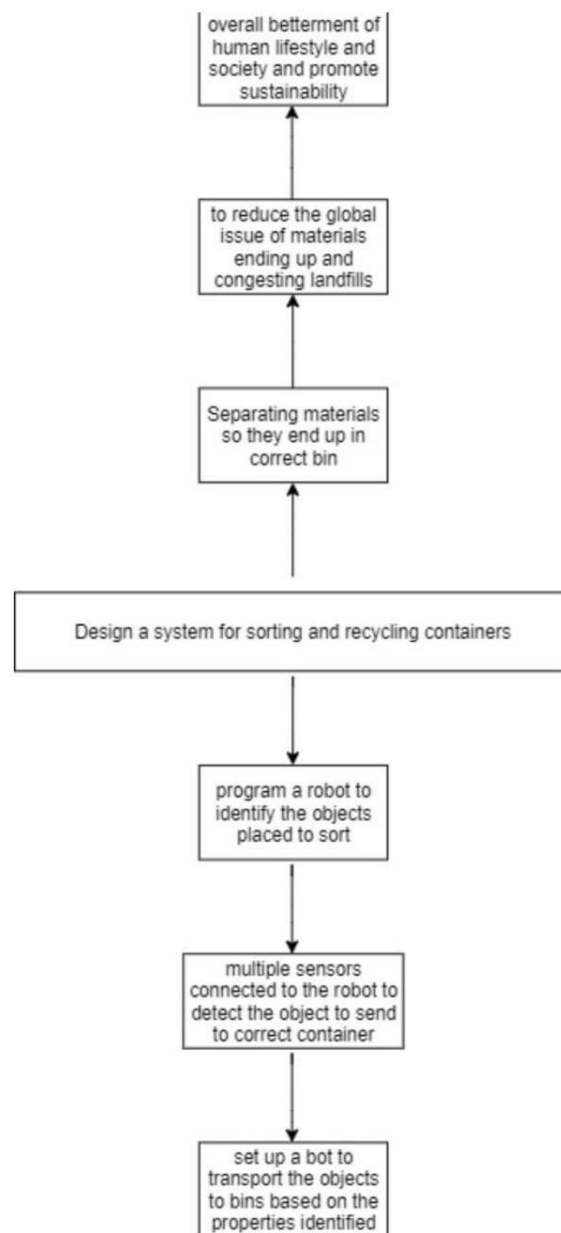 overall betterment of
human lifestyle and
society and promote
sustainability
to reduce the global
issue of materials
ending up and
congesting landfills
Separating materials
so they end up in
correct bin
Design a system for sorting and recycling containers
program a robot to
identify the objects
placed to sort
multiple sensors
connected to the robot to
detect the object to send
to correct container
set up a bot to
transport the objects
to bins based on the
properties identified